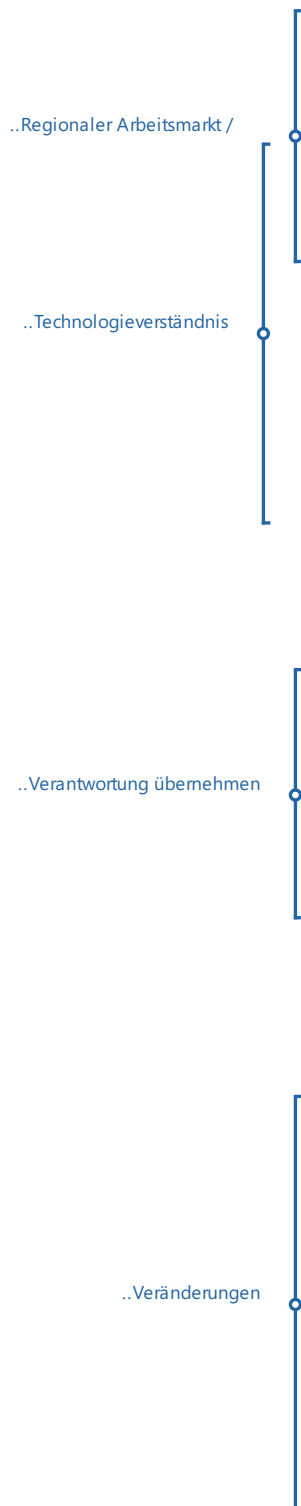 ..Regionaler Arbeitsmarkt /
..Technologieverständnis
..Verantwortung übernehmen
..Veränderungen